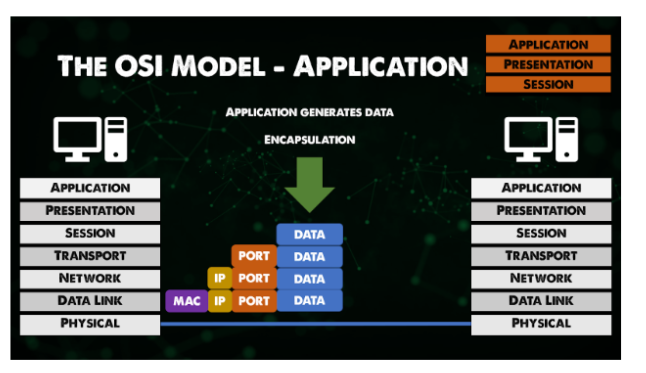 THE OSI MODEL – APPLICATION
APPLICATION
PRESENTATION
SESSION
APPLICATION GENERATES DATA
ENCAPSULATION
APPLICATION
PRESENTATION
SESSION
TRANSPORT
NETWORK
DATA LINK
PHYSICAL
DATA
PORT DATA
IP PORT DATA
MAC IP PORT DATA
APPLICATION
PRESENTATION
SESSION
TRANSPORT
NETWORK
DATA LINK
PHYSICAL